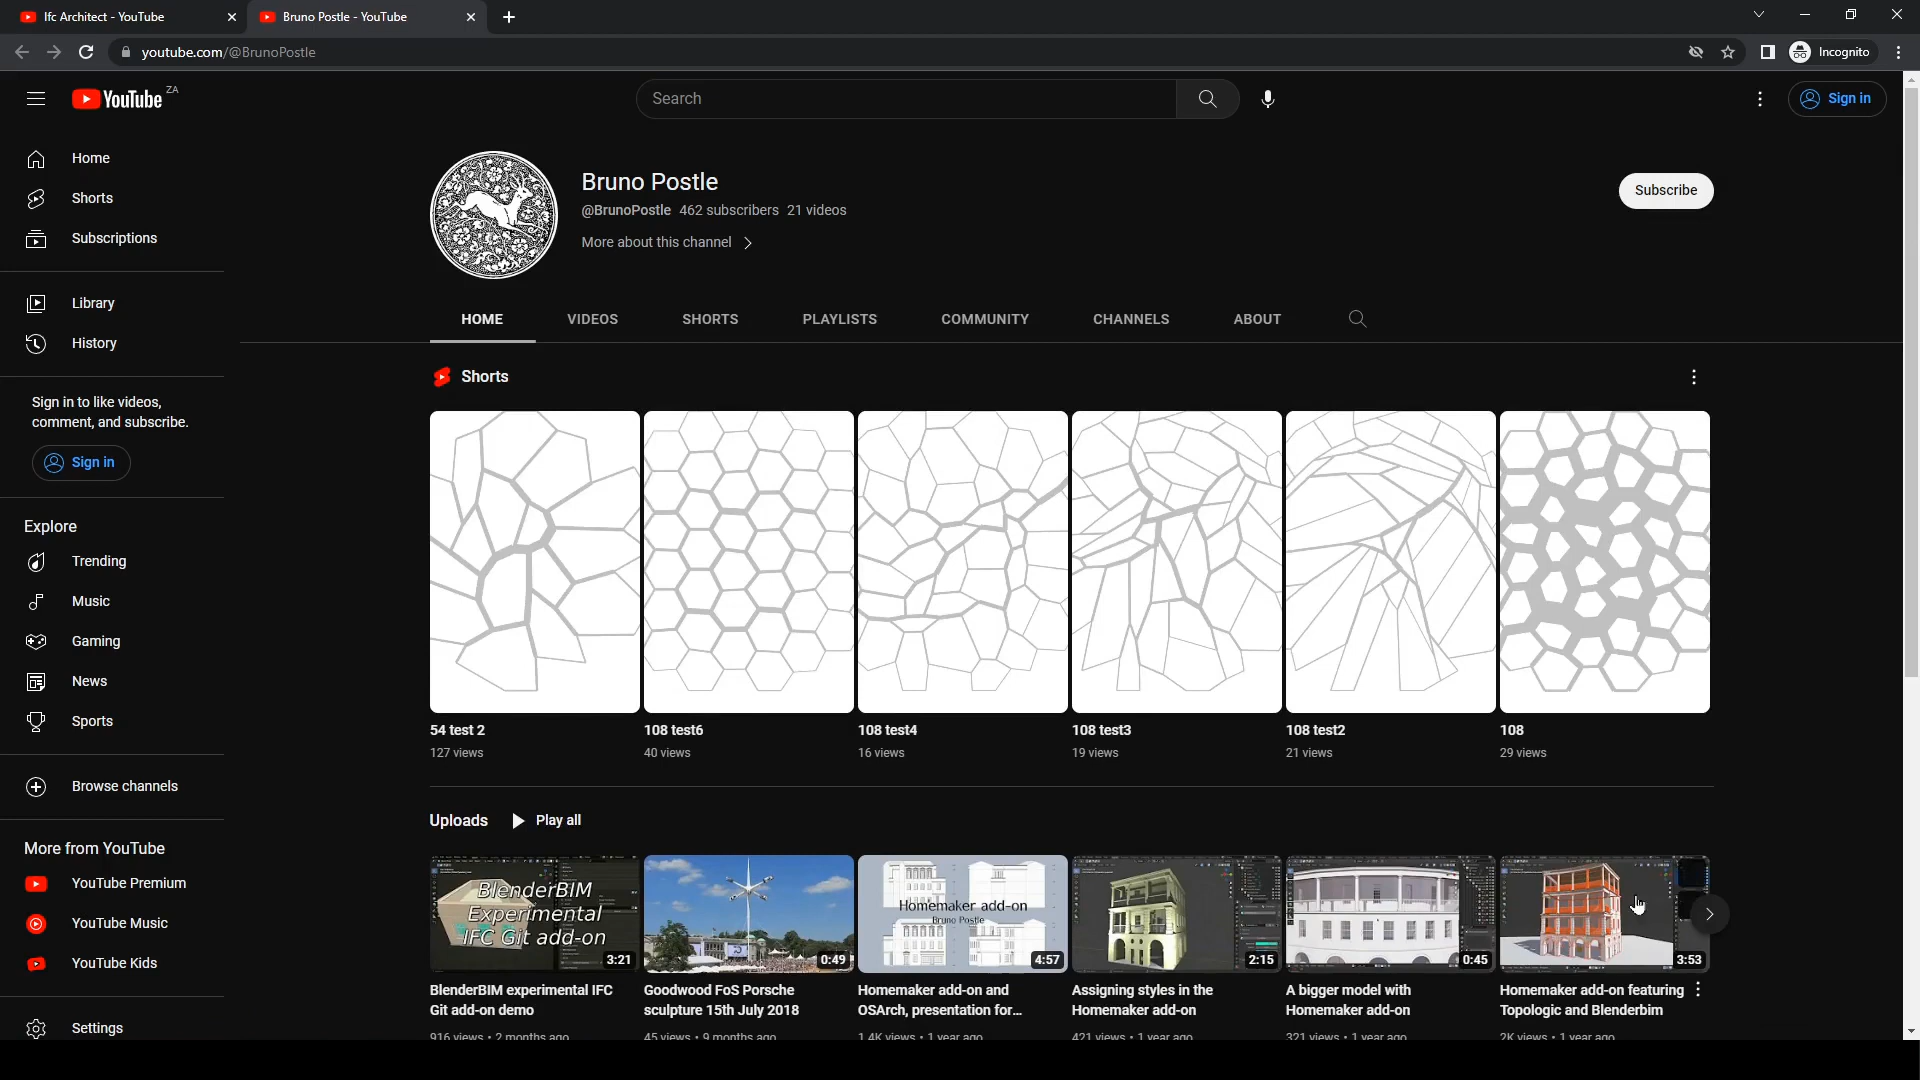 Ifc Architect - YouTube
Bruno Postle - YouTube
youtube.com/@BrunoPostle
Incognito
YouTube ZA
Search
Sign in
Home
Shorts
Subscriptions
Library
History
Sign in to like videos,
comment, and subscribe.
Sign in
Explore
Trending
Music
Gaming
News
Sports
Browse channels
More from YouTube
YouTube Premium
YouTube Music
YouTube Kids
Settings
Bruno Postle
@BrunoPostle 462 subscribers 21 videos
More about this channel
Subscribe
HOME VIDEOS SHORTS PLAYLISTS COMMUNITY CHANNELS ABOUT
Shorts
54 test 2
127 views
108 test6
40 views
108 test4
16 views
108 test3
19 views
108 test2
21 views
108
29 views
Uploads
Play all
BlenderBIM
Experimental
IFC Git add-on
3:21
BlenderBIM experimental IFC
Git add-on demo
916 views • 2 months ago
0:49
Goodwood FoS Porsche
sculpture 15th July 2018
45 views • 9 months ago
Homemaker add-on
Bruno Postle
4:57
Homemaker add-on and
OSArch, presentation for...
1.4K views • 1 year ago
2:15
Assigning styles in the
Homemaker add-on
421 views • 1 year ago
0:45
A bigger model with
Homemaker add-on
321 views • 1 year ago
3:53
Homemaker add-on featuring
Topologic and Blenderbim
2K views • 1 year ago